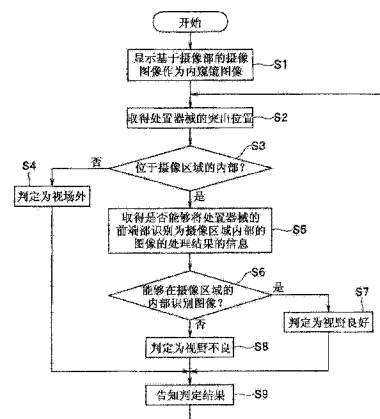 开始
显示基于摄像部的摄像
图像作为内窥镜图像
S1
取得处置器械的突出位置
S2
S3
位于摄像区域的内部?
否
是
S4
判定为视场外
取得是否能够将处置器械的
前端部识别为摄像区域内部的
图像的处理结果的信息
S5
S6
能够在摄像区域的
内部识别图像?
是
否
S7
判定为视野良好
判定为视野不良
S8
告知判定结果
S9